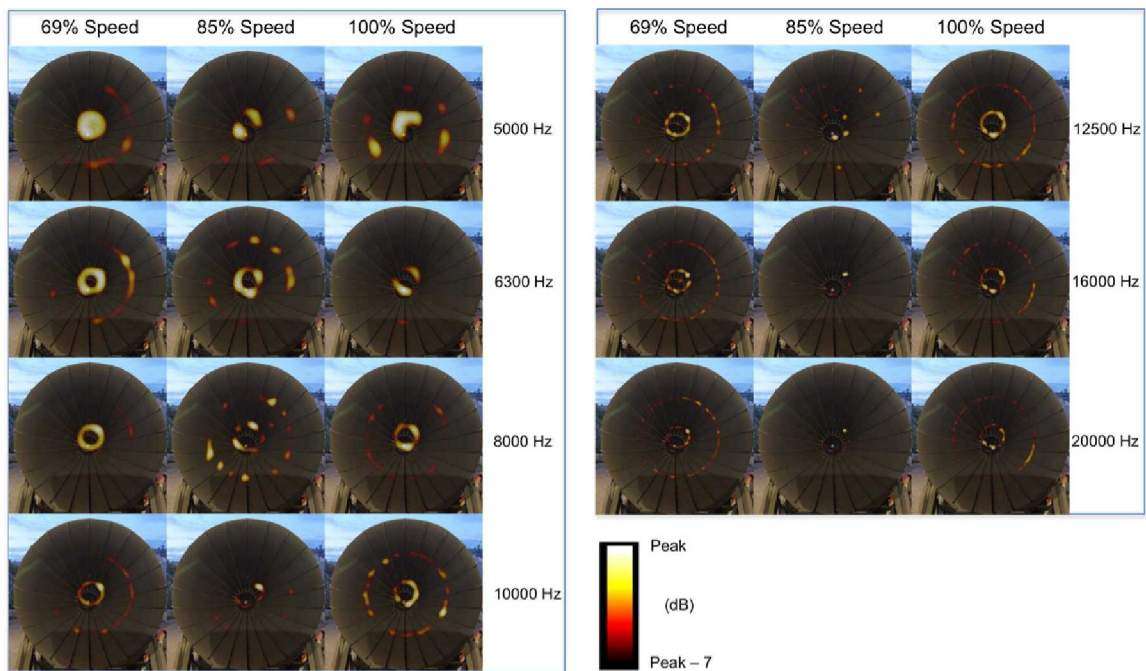 69% Speed 85% Speed 100% Speed
5000 Hz
6300 Hz
8000 Hz
10000 Hz
69% Speed 85% Speed 100% Speed
12500 Hz
16000 Hz
20000 Hz
Peak
(dB)
Peak – 7